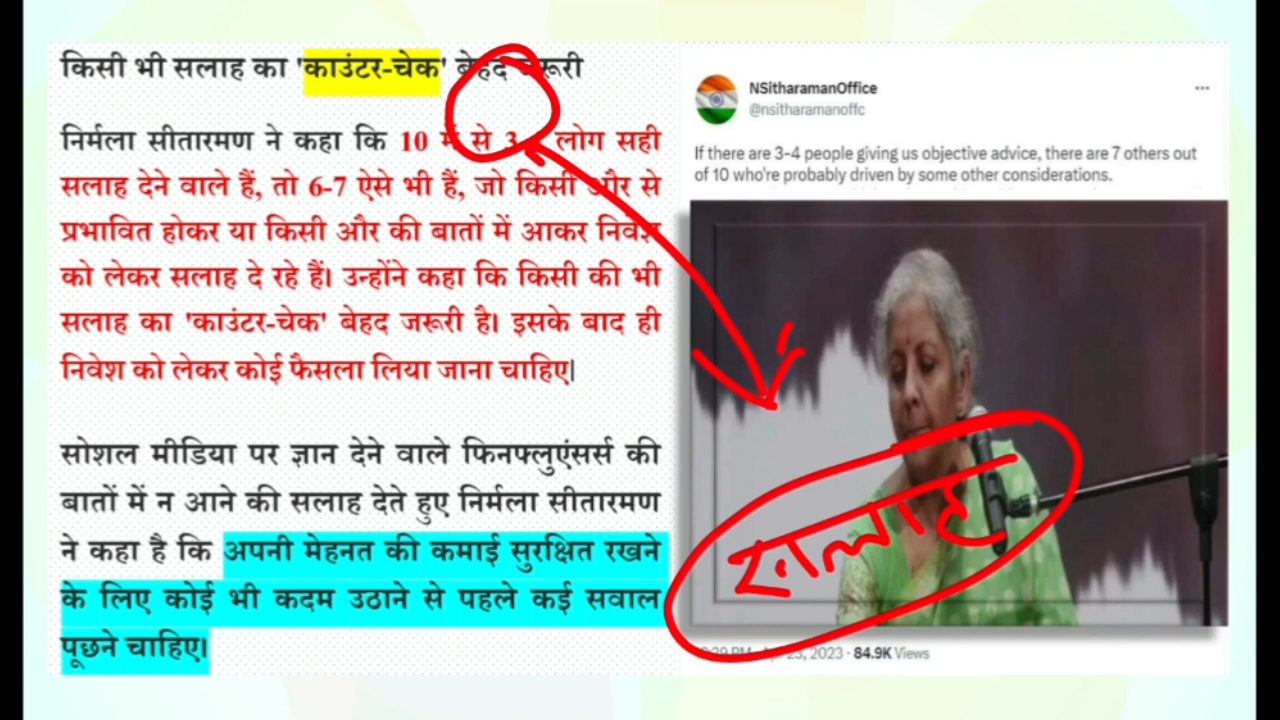 किसी भी सलाह का 'काउंटर-चेक' बेहद जरूरी
निर्मला सीतारमण ने कहा कि 10 में से 3-4 लोग सही
सलाह देने वाले हैं, तो 6-7 ऐसे भी हैं, जो किसी और से
प्रभावित होकर या किसी और की बातों में आकर निवेश
को लेकर सलाह दे रहे हैं। उन्होंने कहा कि किसी की भी
सलाह का 'काउंटर-चेक' बेहद जरूरी है। इसके बाद ही
निवेश को लेकर कोई फैसला लिया जाना चाहिए
सोशल मीडिया पर ज्ञान देने वाले फिनफ्लुएंसर्स की
बातों में न आने की सलाह देते हुए निर्मला सीतारमण
ने कहा है कि अपनी मेहनत की कमाई सुरक्षित रखने
के लिए कोई भी कदम उठाने से पहले कई सवाल
पूछने चाहिए।
NSitharamanOffice
@nsitharamanoffc
If there are 3-4 people giving us objective advice, there are 7 others out
of 10 who're probably driven by some other considerations.
सलाह
PM 2023 · 84.9K Views